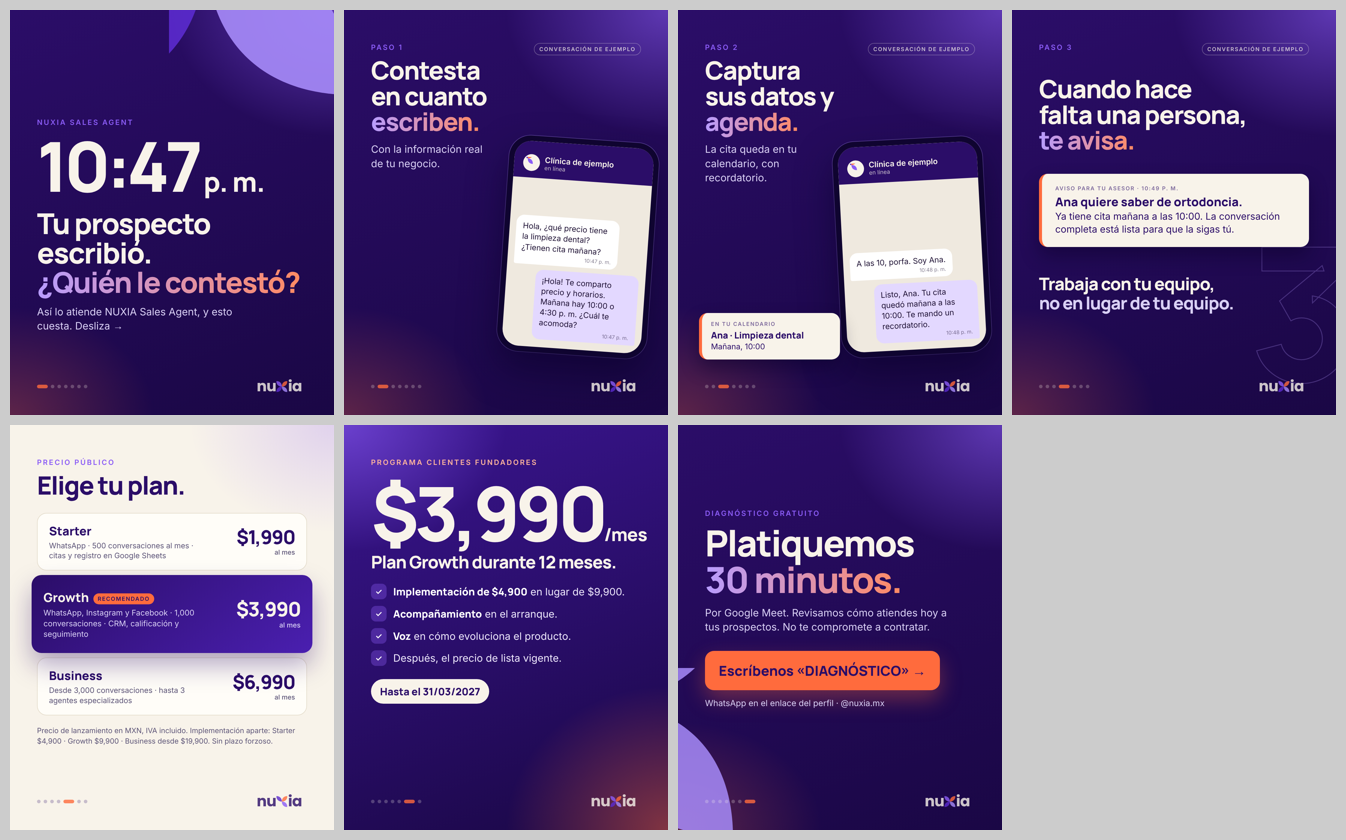 NUXIA SALES AGENT
10:47 p. m.
Tu prospecto
escribió.
¿Quién le contestó?
Así lo atiende NUXIA Sales Agent, y esto
cuesta. Desliza →
nuxia
PASO 1
CONVERSACIÓN DE EJEMPLO
Contesta
en cuanto
escriben.
Con la información real
de tu negocio.
Clínica de ejemplo
en línea
Hola, ¿qué precio tiene
la limpieza dental?
¿Tienen cita mañana?
10:47 p. m.
¡Hola! Te comparto
precio y horarios.
Mañana hay 10:00 o
4:30 p. m. ¿Cuál te
acomoda?
10:47 p. m.
nuxia
PASO 2
CONVERSACIÓN DE EJEMPLO
Captura
sus datos y
agenda.
La cita queda en tu
calendario, con
recordatorio.
Clínica de ejemplo
en línea
A las 10, porfa. Soy Ana.
10:48 p. m.
Listo, Ana. Tu cita
quedó mañana a las
10:00. Te mando un
recordatorio.
10:48 p. m.
EN TU CALENDARIO
Ana · Limpieza dental
Mañana, 10:00
nuxia
PASO 3
CONVERSACIÓN DE EJEMPLO
Cuando hace
falta una persona,
te avisa.
AVISO PARA TU ASESOR · 10:49 P. M.
Ana quiere saber de ortodoncia.
Ya tiene cita mañana a las 10:00. La conversación
completa está lista para que la sigas tú.
Trabaja con tu equipo,
no en lugar de tu equipo.
3
nuxia
PRECIO PÚBLICO
Elige tu plan.
Starter
WhatsApp · 500 conversaciones al mes ·
citas y registro en Google Sheets
$1,990
al mes
Growth RECOMENDADO
WhatsApp, Instagram y Facebook · 1,000
conversaciones · CRM, calificación y
seguimiento
$3,990
al mes
Business
Desde 3,000 conversaciones · hasta 3
agentes especializados
$6,990
al mes
Precio de lanzamiento en MXN, IVA incluido. Implementación aparte: Starter
$4,900 · Growth $9,900 · Business desde $19,900. Sin plazo forzoso.
nuxia
PROGRAMA CLIENTES FUNDADORES
$3,990/mes
Plan Growth durante 12 meses.
Implementación de $4,900 en lugar de $9,900.
Acompañamiento en el arranque.
Voz en cómo evoluciona el producto.
Después, el precio de lista vigente.
Hasta el 31/03/2027
nuxia
DIAGNÓSTICO GRATUITO
Platiquemos
30 minutos.
Por Google Meet. Revisamos cómo atiendes hoy a
tus prospectos. No te compromete a contratar.
Escríbenos «DIAGNÓSTICO» →
WhatsApp en el enlace del perfil · @nuxia.mx
nuxia